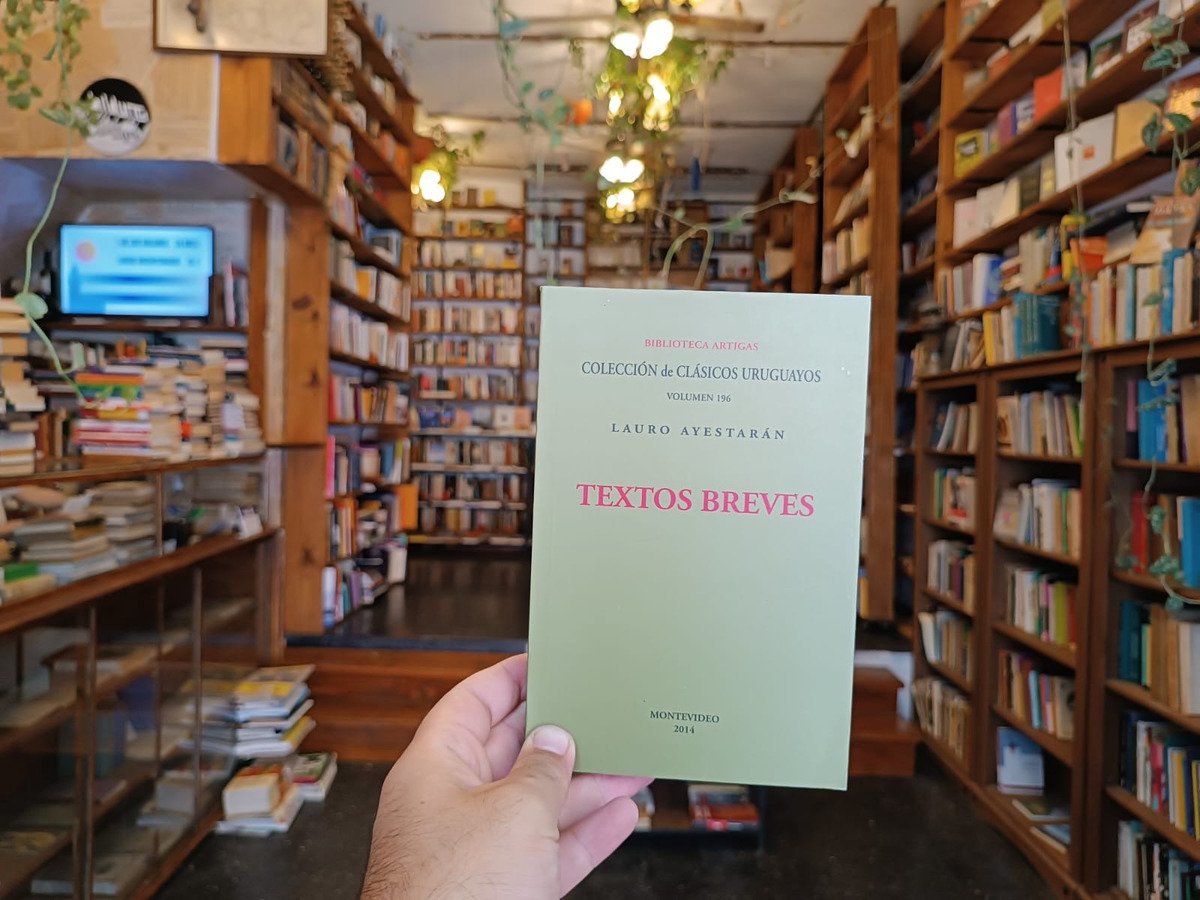 BIBLIOTECA ARTIGAS
COLECCIÓN de CLÁSICOS URUGUAYOS
VOLUMEN 196
LAURO AYESTARÁN
TEXTOS BREVES
MONTEVIDEO
2014